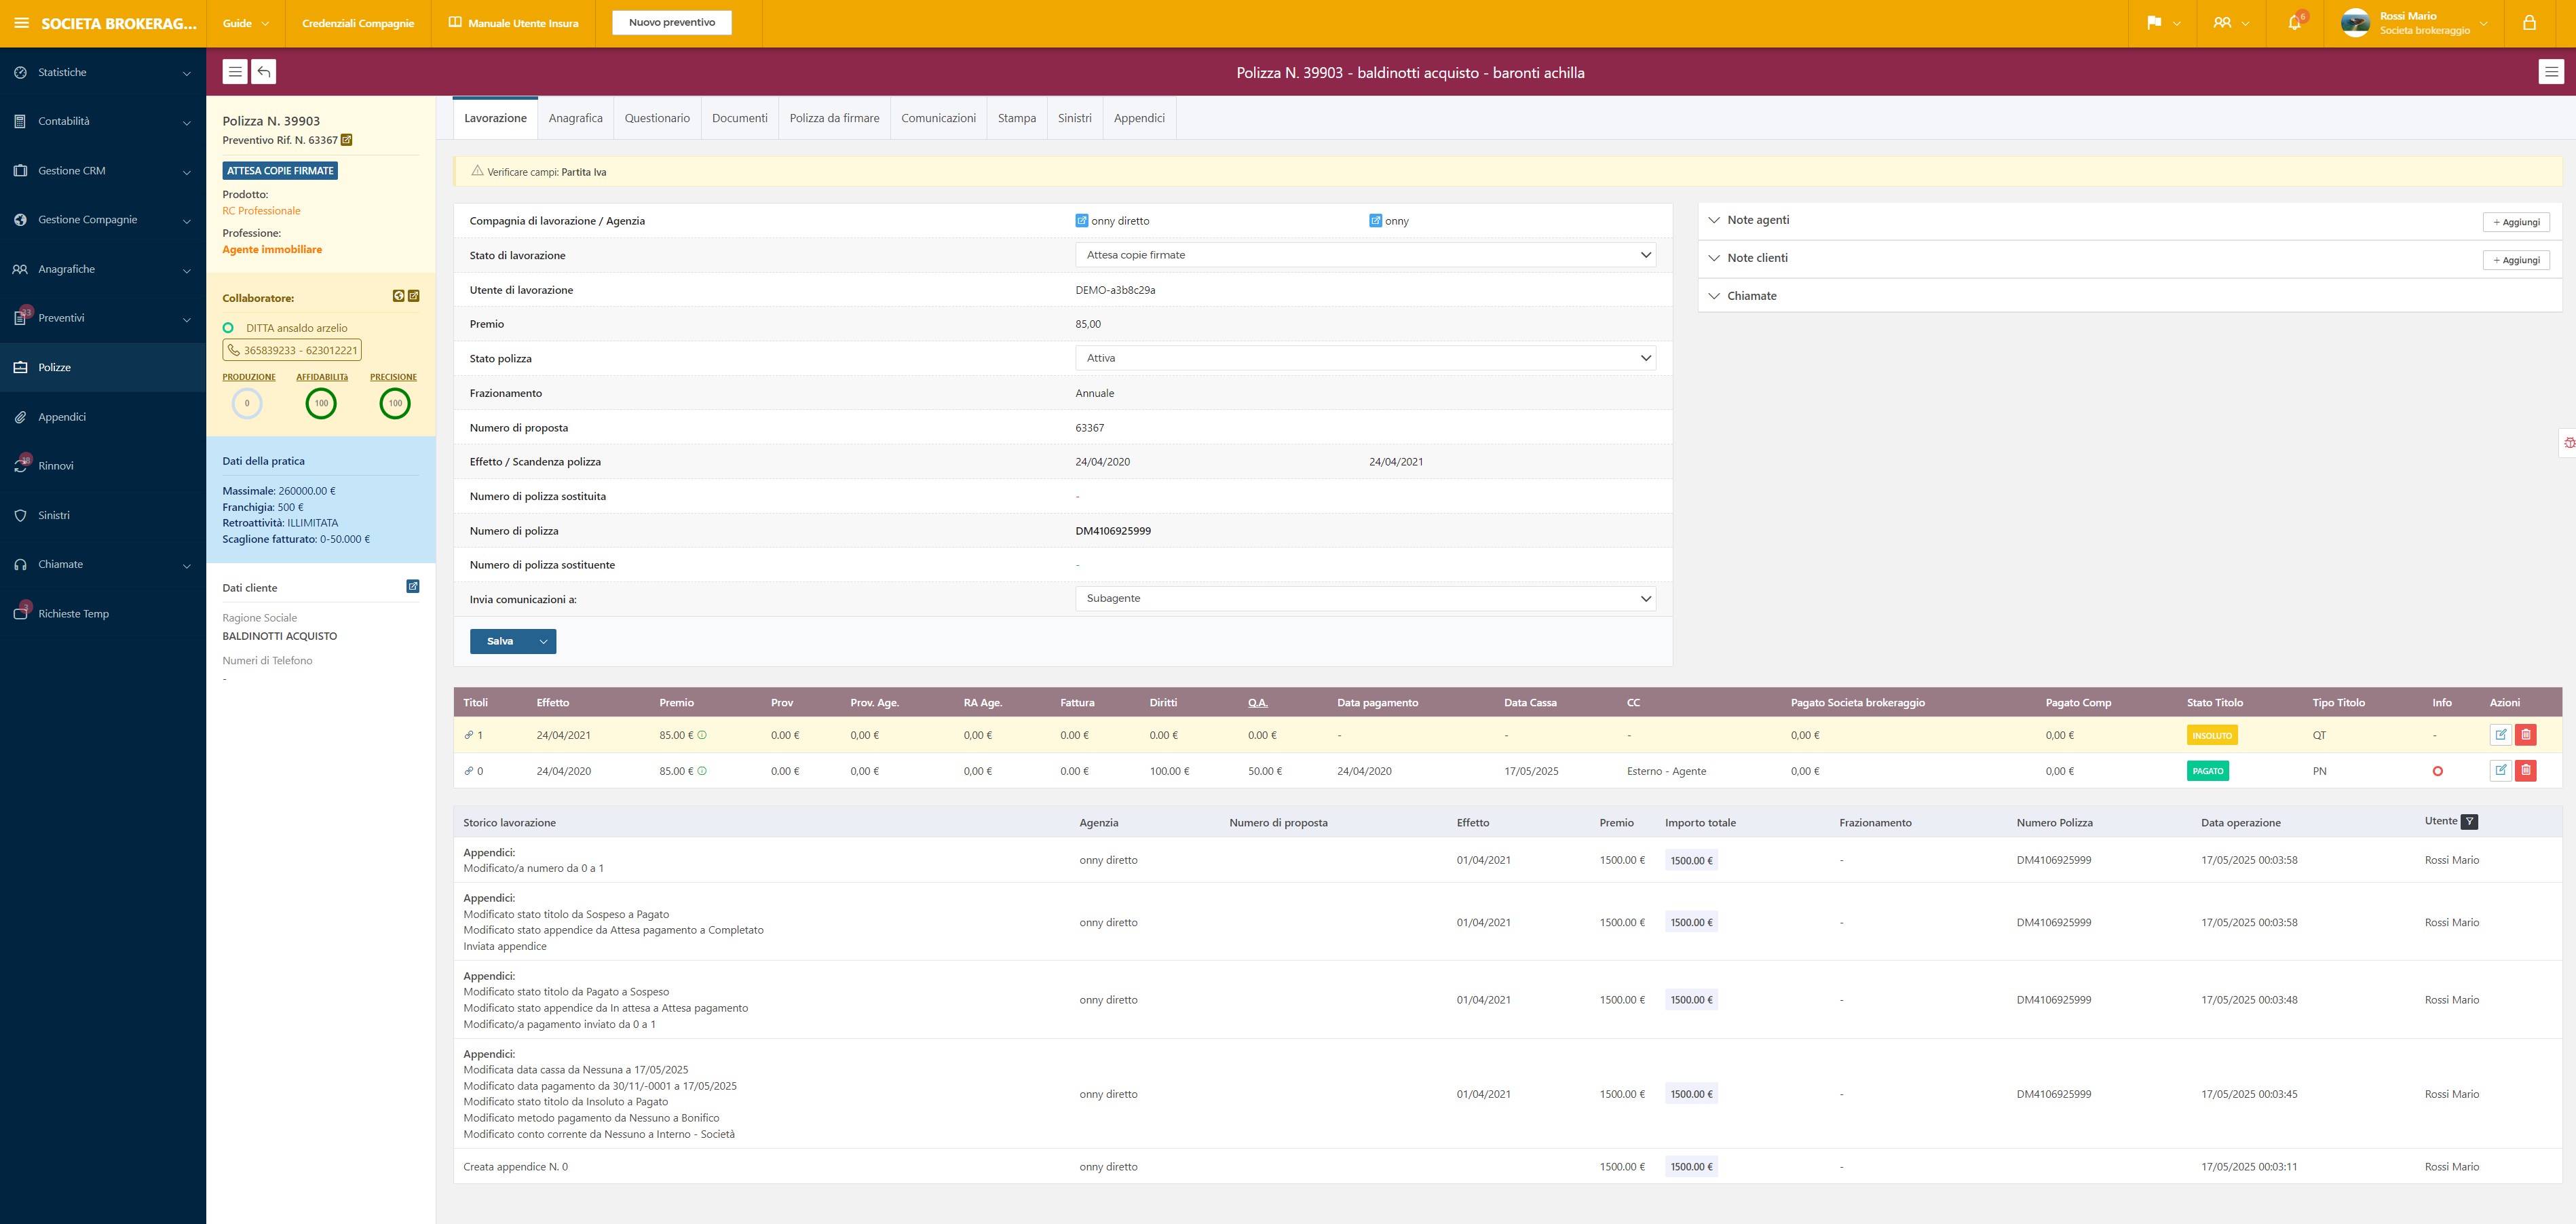 SOCIETA BROKERAG...
Guide
Credenziali Compagnie
Manuale Utente Insura
Nuovo preventivo
6
Rossi Mario
Societa brokeraggio
Statistiche
Contabilità
Gestione CRM
Gestione Compagnie
Anagrafiche
Preventivi
Polizze
Appendici
Rinnovi
Sinistri
Chiamate
3
Richieste Temp
Polizza N. 39903 - baldinotti acquisto - baronti achilla
Polizza N. 39903
Preventivo Rif. N. 63367
ATTESA COPIE FIRMATE
Prodotto:
RC Professionale
Professione:
Agente immobiliare
Collaboratore:
DITTA ansaldo arzelio
365839233 - 623012221
PRODUZIONE AFFIDABILITà PRECISIONE
0 100 100
Dati della pratica
Massimale: 260000.00 €
Franchigia: 500 €
Retroattività: ILLIMITATA
Scaglione fatturato: 0-50.000 €
Dati cliente
Ragione Sociale
BALDINOTTI ACQUISTO
Numeri di Telefono
-
Lavorazione Anagrafica Questionario Documenti Polizza da firmare Comunicazioni Stampa Sinistri Appendici
Verificare campi: Partita Iva
Compagnia di lavorazione / Agenzia onny diretto onny
Stato di lavorazione Attesa copie firmate
Utente di lavorazione DEMO-a3b8c29a
Premio 85,00
Stato polizza Attiva
Frazionamento Annuale
Numero di proposta 63367
Effetto / Scandenza polizza 24/04/2020 24/04/2021
Numero di polizza sostituita -
Numero di polizza DM4106925999
Numero di polizza sostituente -
Invia comunicazioni a: Subagente
Salva
Note agenti + Aggiungi
Note clienti + Aggiungi
Chiamate
Titoli Effetto Premio Prov Prov. Age. RA Age. Fattura Diritti Q.A. Data pagamento Data Cassa CC Pagato Societa brokeraggio Pagato Comp Stato Titolo Tipo Titolo Info Azioni
1 24/04/2021 85.00 € 0.00 € 0,00 € 0,00 € 0.00 € 0.00 € 0.00 € - - - 0,00 € 0,00 € INSOLUTO QT -
0 24/04/2020 85.00 € 0.00 € 0,00 € 0,00 € 0.00 € 100.00 € 50.00 € 24/04/2020 17/05/2025 Esterno - Agente 0,00 € 0,00 € PAGATO PN
Storico lavorazione Agenzia Numero di proposta Effetto Premio Importo totale Frazionamento Numero Polizza Data operazione Utente
Appendici:
Modificato/a numero da 0 a 1
onny diretto 01/04/2021 1500.00 € 1500.00 € - DM4106925999 17/05/2025 00:03:58 Rossi Mario
Appendici:
Modificato stato titolo da Sospeso a Pagato
Modificato stato appendice da Attesa pagamento a Completato
Inviata appendice
onny diretto 01/04/2021 1500.00 € 1500.00 € - DM4106925999 17/05/2025 00:03:58 Rossi Mario
Appendici:
Modificato stato titolo da Pagato a Sospeso
Modificato stato appendice da In attesa a Attesa pagamento
Modificato/a pagamento inviato da 0 a 1
onny diretto 01/04/2021 1500.00 € 1500.00 € - DM4106925999 17/05/2025 00:03:48 Rossi Mario
Appendici:
Modificata data cassa da Nessuna a 17/05/2025
Modificato data pagamento da 30/11/-0001 a 17/05/2025
Modificato stato titolo da Insoluto a Pagato
Modificato metodo pagamento da Nessuno a Bonifico
Modificato conto corrente da Nessuno a Interno - Società
onny diretto 01/04/2021 1500.00 € 1500.00 € - DM4106925999 17/05/2025 00:03:45 Rossi Mario
Creata appendice N. 0 onny diretto 1500.00 € 1500.00 € - 17/05/2025 00:03:11 Rossi Mario